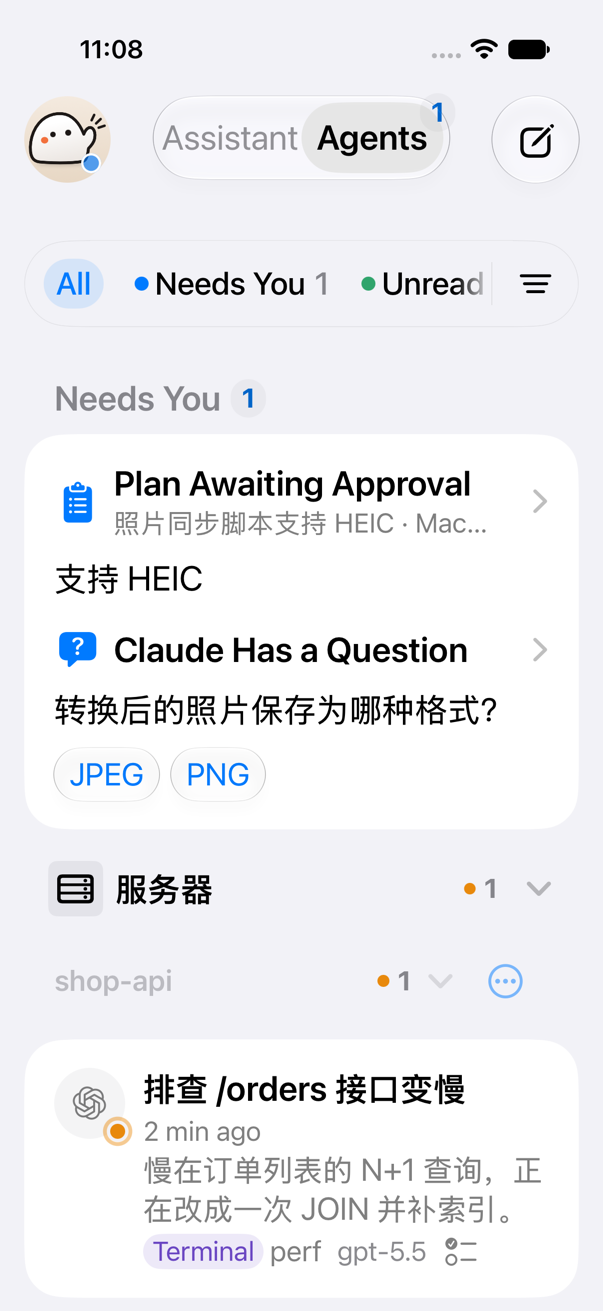 11:08
Assistant
Agents
1
All
Needs You 1
Unread
Needs You 1
Plan Awaiting Approval
照片同步脚本支持 HEIC · Mac...
支持 HEIC
Claude Has a Question
转换后的照片保存为哪种格式?
JPEG
PNG
服务器
1
shop-api
1
排查 /orders 接口变慢
2 min ago
慢在订单列表的 N+1 查询，正
在改成一次 JOIN 并补索引。
Terminal perf gpt-5.5